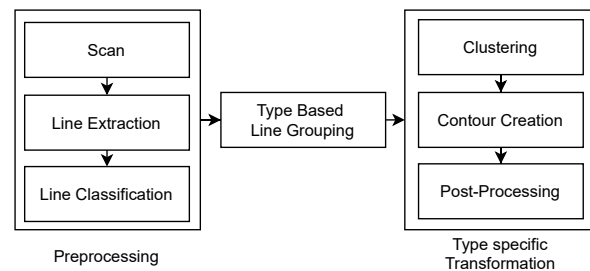 Scan
Line Extraction
Line Classification
Preprocessing
Type Based
Line Grouping
Clustering
Contour Creation
Post-Processing
Type specific
Transformation